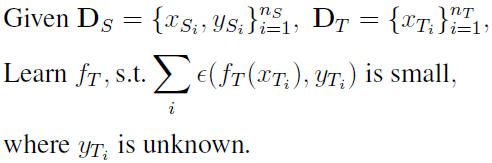 Given D_S = {x_{S_i}, y_{S_i}}_{i=1}^{n_S}, D_T = {x_{T_i}}_{i=1}^{n_T},
Learn f_T, s.t. ∑_i ϵ(f_T(x_{T_i}), y_{T_i}) is small,
where y_{T_i} is unknown.